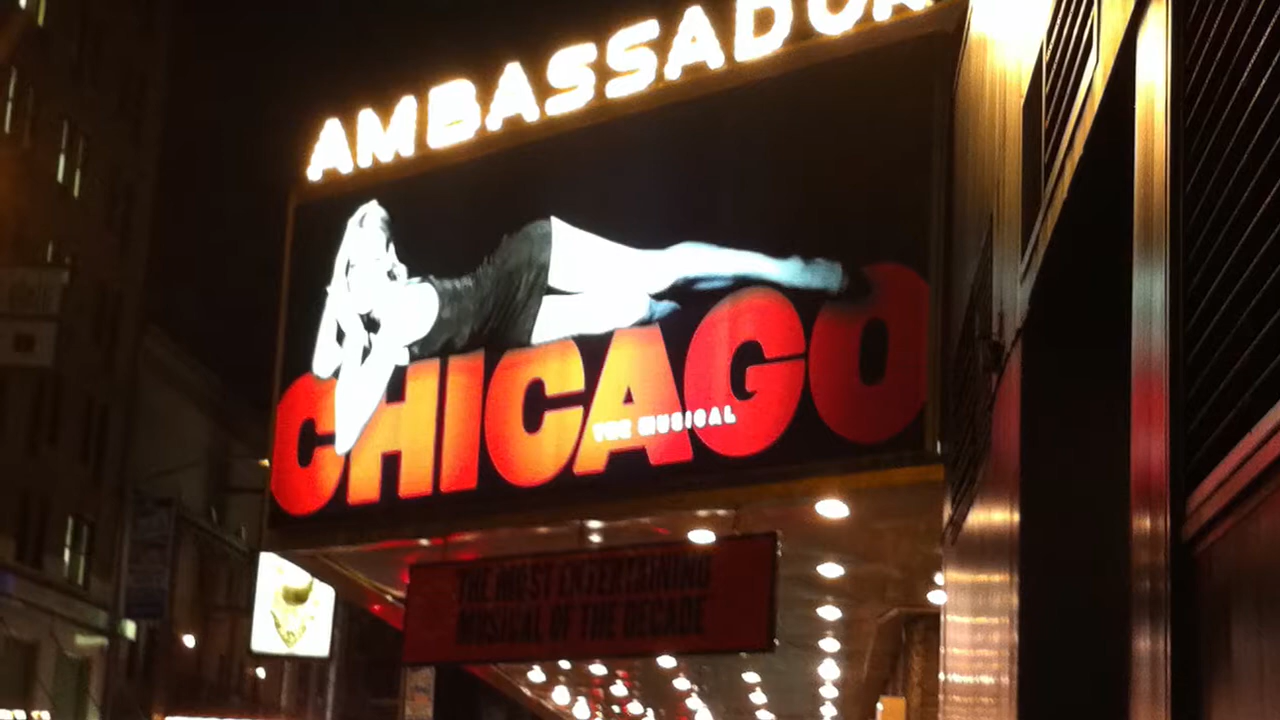 AMBASSADOR
CHICAGO
THE MUSICAL
THE MOST ENTERTAINING
MUSICAL OF THE DECADE